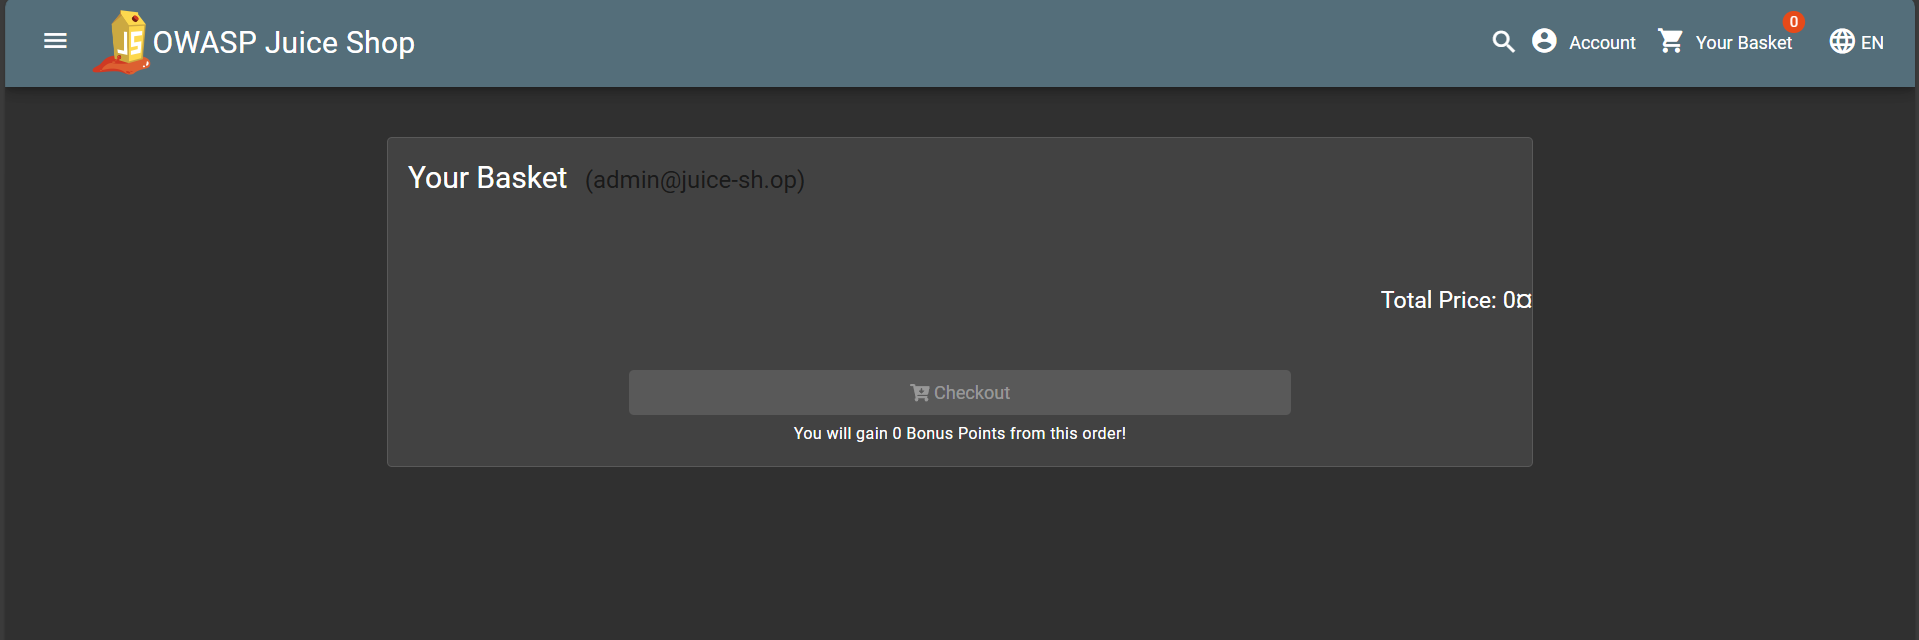 JS OWASP Juice Shop
Account
Your Basket
0
EN
Your Basket (admin@juice-sh.op)
Total Price: 0¤
Checkout
You will gain 0 Bonus Points from this order!